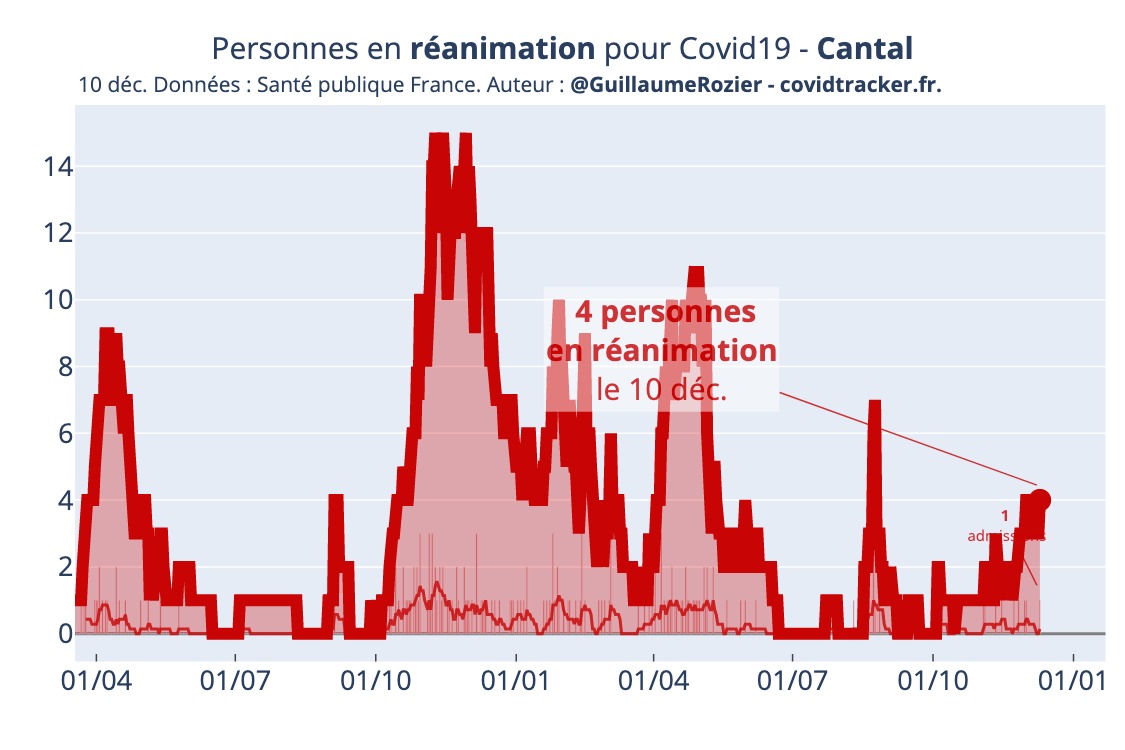 Personnes en réanimation pour Covid19 - Cantal
10 déc. Données : Santé publique France. Auteur : @GuillaumeRozier - covidtracker.fr.
14
12
10
8
6
4
2
0
4 personnes
en réanimation
le 10 déc.
1
admissions
01/04
01/07
01/10
01/01
01/04
01/07
01/10
01/01